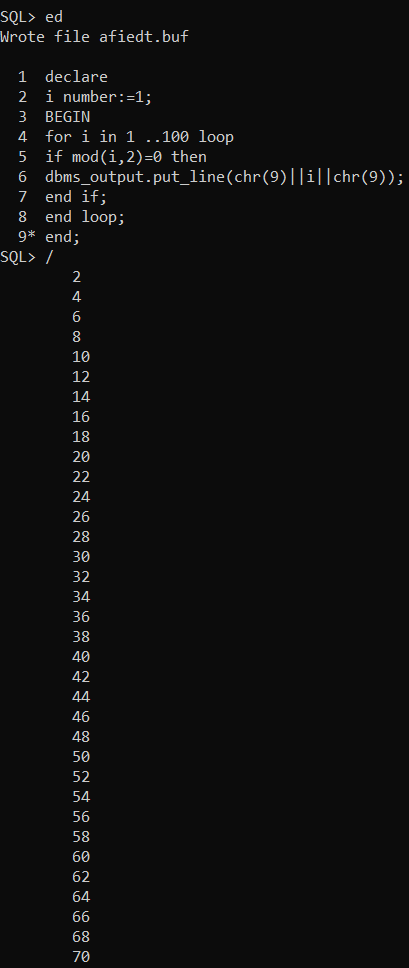 SQL> ed
Wrote file afiedt.buf
1 declare
2 i number:=1;
3 BEGIN
4 for i in 1 ..100 loop
5 if mod(i,2)=0 then
6 dbms_output.put_line(chr(9)||i||chr(9));
7 end if;
8 end loop;
9* end;
SQL> /
2
4
6
8
10
12
14
16
18
20
22
24
26
28
30
32
34
36
38
40
42
44
46
48
50
52
54
56
58
60
62
64
66
68
70